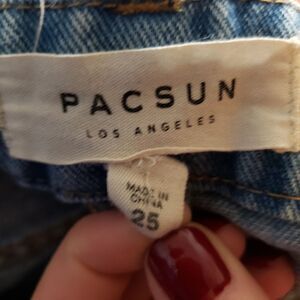 PACSUN
LOS ANGELES
MADE IN
CHINA
25